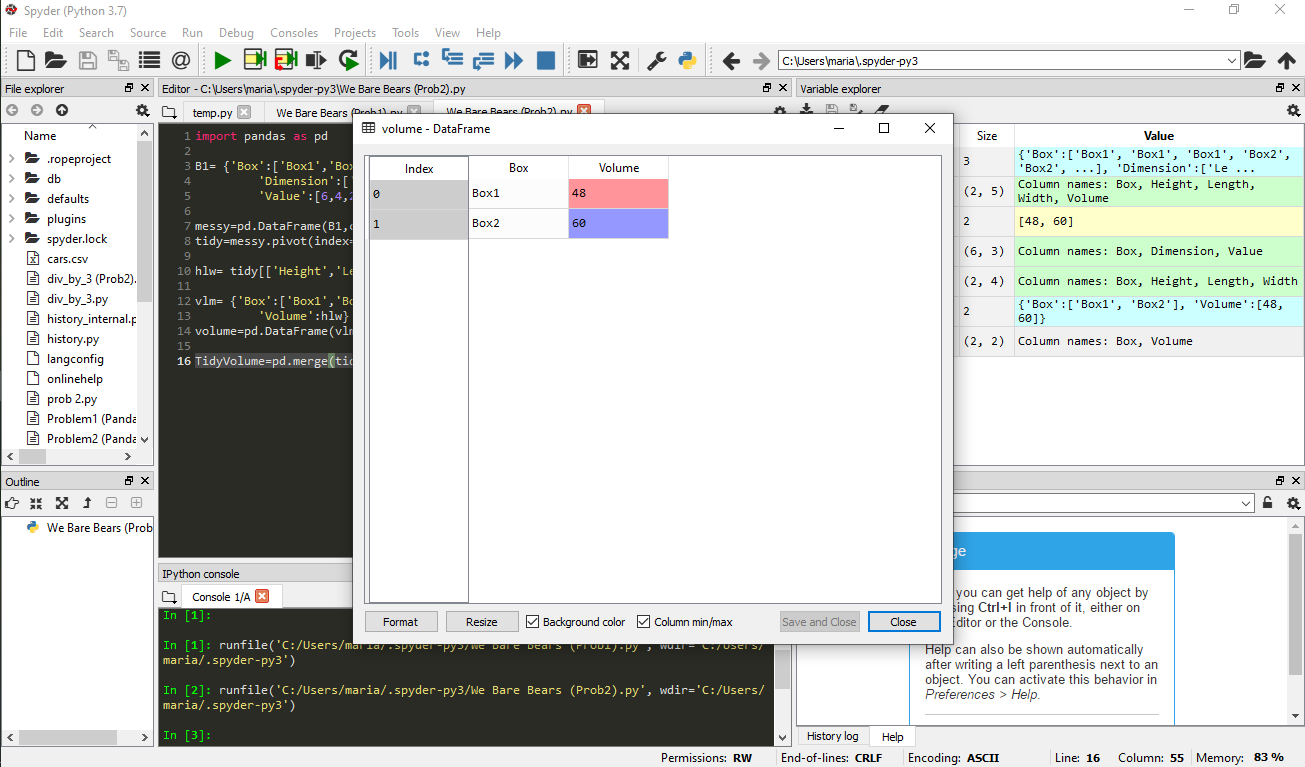 Spyder (Python 3.7)
File Edit Search Source Run Debug Consoles Projects Tools View Help
C:\Users\maria\.spyder-py3
File explorer
Name
.ropeproject
db
defaults
plugins
spyder.lock
cars.csv
div_by_3 (Prob2).
div_by_3.py
history_internal.p
history.py
langconfig
onlinehelp
prob 2.py
Problem1 (Panda
Problem2 (Panda
Outline
We Bare Bears (Prob
Editor - C:\Users\maria\.spyder-py3\We Bare Bears (Prob2).py
temp.py We Bare Bears (Prob1).py We Bare Bears (Prob2).py
1 import pandas as pd
2
3 B1= {'Box':['Box1','Box
4 'Dimension':['
5 'Value':[6,4,2
6
7 messy=pd.DataFrame(B1,c
8 tidy=messy.pivot(index=
9
10 hlw= tidy[['Height','Le
11
12 vlm= {'Box':['Box1','Bo
13 'Volume':hlw}
14 volume=pd.DataFrame(vlm
15
16 TidyVolume=pd.merge(tid
volume - DataFrame
Index Box Volume
0 Box1 48
1 Box2 60
Format Resize Background color Column min/max Save and Close Close
IPython console
Console 1/A
In [1]:
In [1]: runfile('C:/Users/maria/.spyder-py3/We Bare Bears (Prob1).py', wdir='C:/Users/
maria/.spyder-py3')
In [2]: runfile('C:/Users/maria/.spyder-py3/We Bare Bears (Prob2).py', wdir='C:/Users/
maria/.spyder-py3')
In [3]:
Variable explorer
Size Value
3 {'Box':['Box1', 'Box1', 'Box1', 'Box2',
'Box2', ...], 'Dimension':['Le ...
(2, 5) Column names: Box, Height, Length,
Width, Volume
2 [48, 60]
(6, 3) Column names: Box, Dimension, Value
(2, 4) Column names: Box, Height, Length, Width
2 {'Box':['Box1', 'Box2'], 'Volume':[48,
60]}
(2, 2) Column names: Box, Volume
ge
you can get help of any object by
sing Ctrl+I in front of it, either on
Editor or the Console.
Help can also be shown automatically
after writing a left parenthesis next to an
object. You can activate this behavior in
Preferences > Help.
History log Help
Permissions: RW End-of-lines: CRLF Encoding: ASCII Line: 16 Column: 55 Memory: 83 %